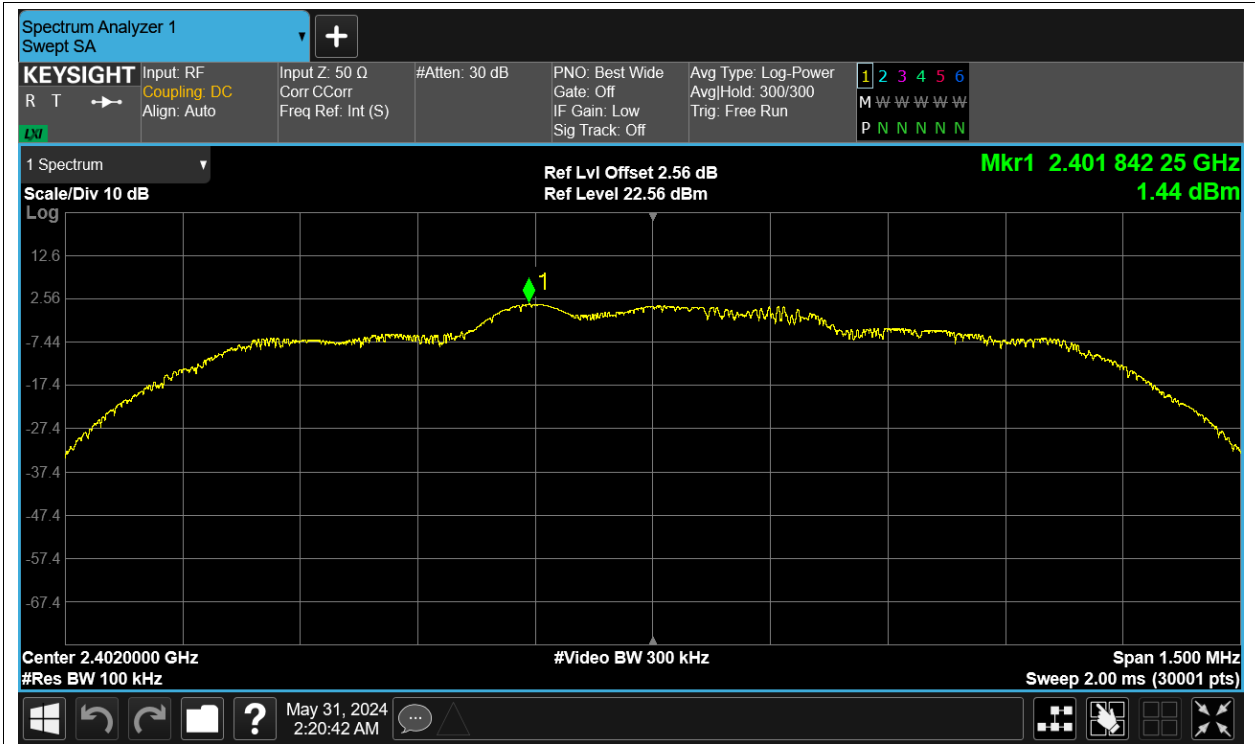 Spectrum Analyzer 1
Swept SA
KEYSIGHT
R T
LXI
Input: RF
Coupling: DC
Align: Auto
Input Z: 50 Ω
Corr CCorr
Freq Ref: Int (S)
#Atten: 30 dB
PNO: Best Wide
Gate: Off
IF Gain: Low
Sig Track: Off
Avg Type: Log-Power
Avg|Hold: 300/300
Trig: Free Run
1 2 3 4 5 6
M W W W W W
P N N N N N
1 Spectrum
Scale/Div 10 dB
Log
Ref Lvl Offset 2.56 dB
Ref Level 22.56 dBm
Mkr1 2.401 842 25 GHz
1.44 dBm
12.6
1
2.56
-7.44
-17.4
-27.4
-37.4
-47.4
-57.4
-67.4
Center 2.4020000 GHz
#Res BW 100 kHz
#Video BW 300 kHz
Span 1.500 MHz
Sweep 2.00 ms (30001 pts)
?
May 31, 2024
2:20:42 AM